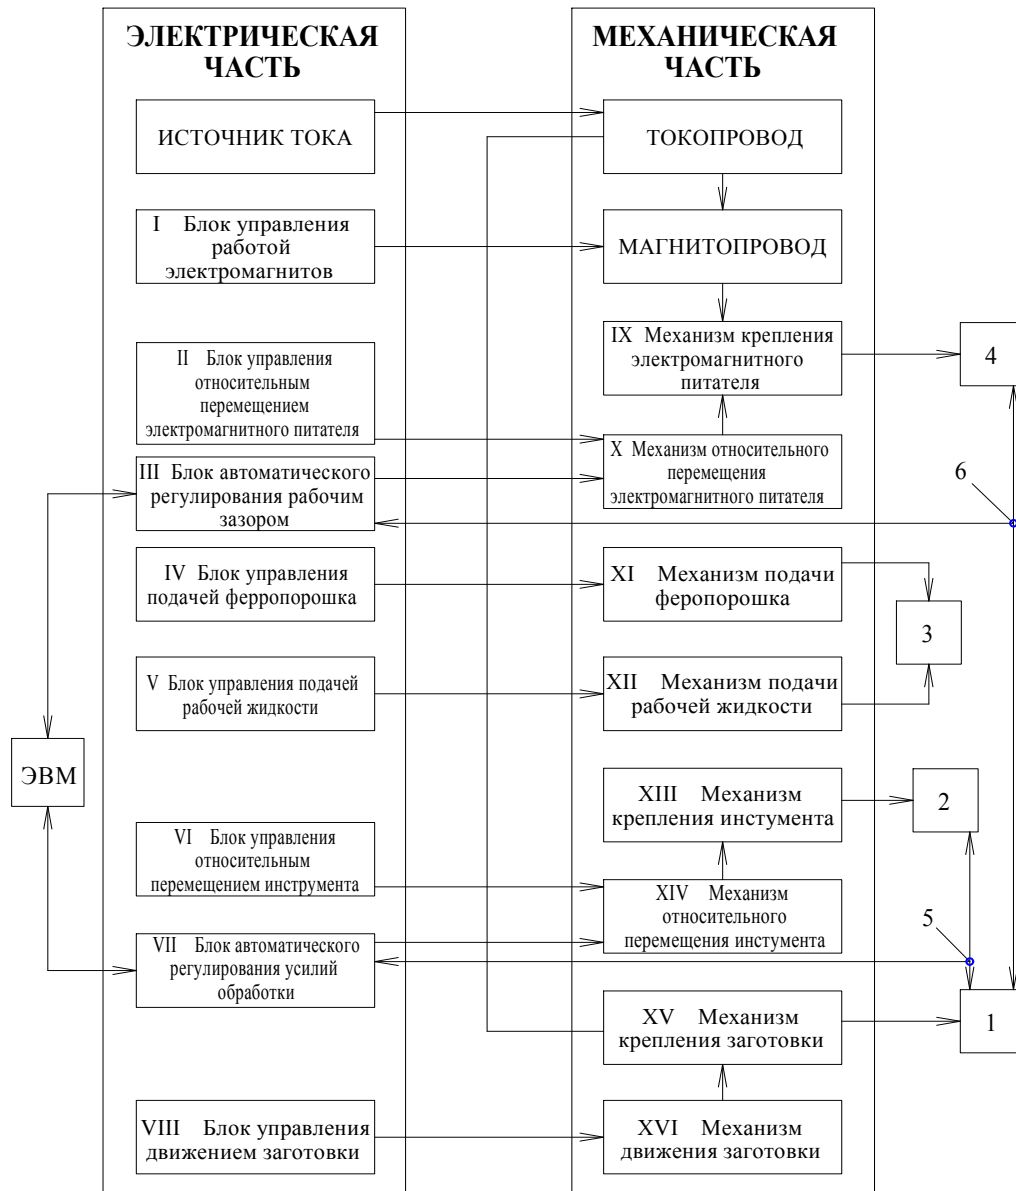 ЭЛЕКТРИЧЕСКАЯ
ЧАСТЬ
МЕХАНИЧЕСКАЯ
ЧАСТЬ
ИСТОЧНИК ТОКА
ТОКОПРОВОД
I Блок управления
работой
электромагнитов
МАГНИТОПРОВОД
II Блок управления
относительным
перемещением
электромагнитного питателя
IX Механизм крепления
электромагнитного
питателя
4
III Блок автоматического
регулирования рабочим
зазором
X Механизм относительного
перемещения
электромагнитного питателя
6
IV Блок управления
подачей ферропорошка
XI Механизм подачи
феропорошка
3
V Блок управления подачей
рабочей жидкости
XII Механизм подачи
рабочей жидкости
ЭВМ
XIII Механизм
крепления инстумента
2
VI Блок управления
относительным
перемещением инструмента
XIV Механизм
относительного
перемещения инстумента
5
VII Блок автоматического
регулирования усилий
обработки
XV Механизм
крепления заготовки
1
VIII Блок управления
движением заготовки
XVI Механизм
движения заготовки